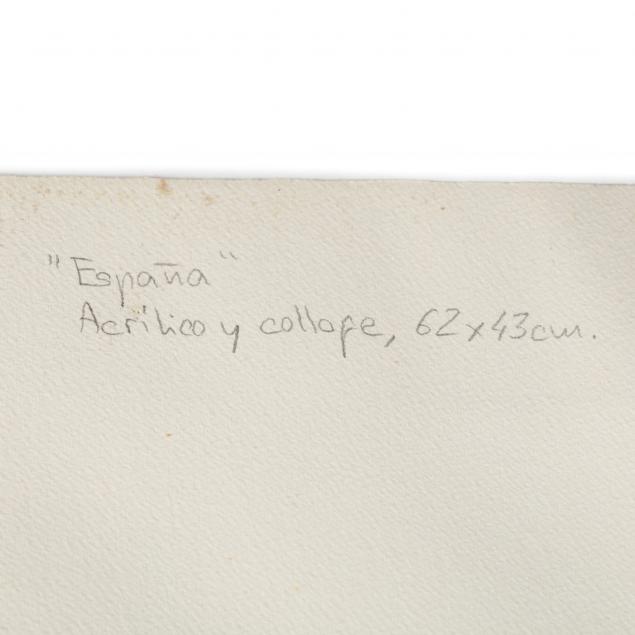 "España"
Acrílico y collage, 62x43cm.